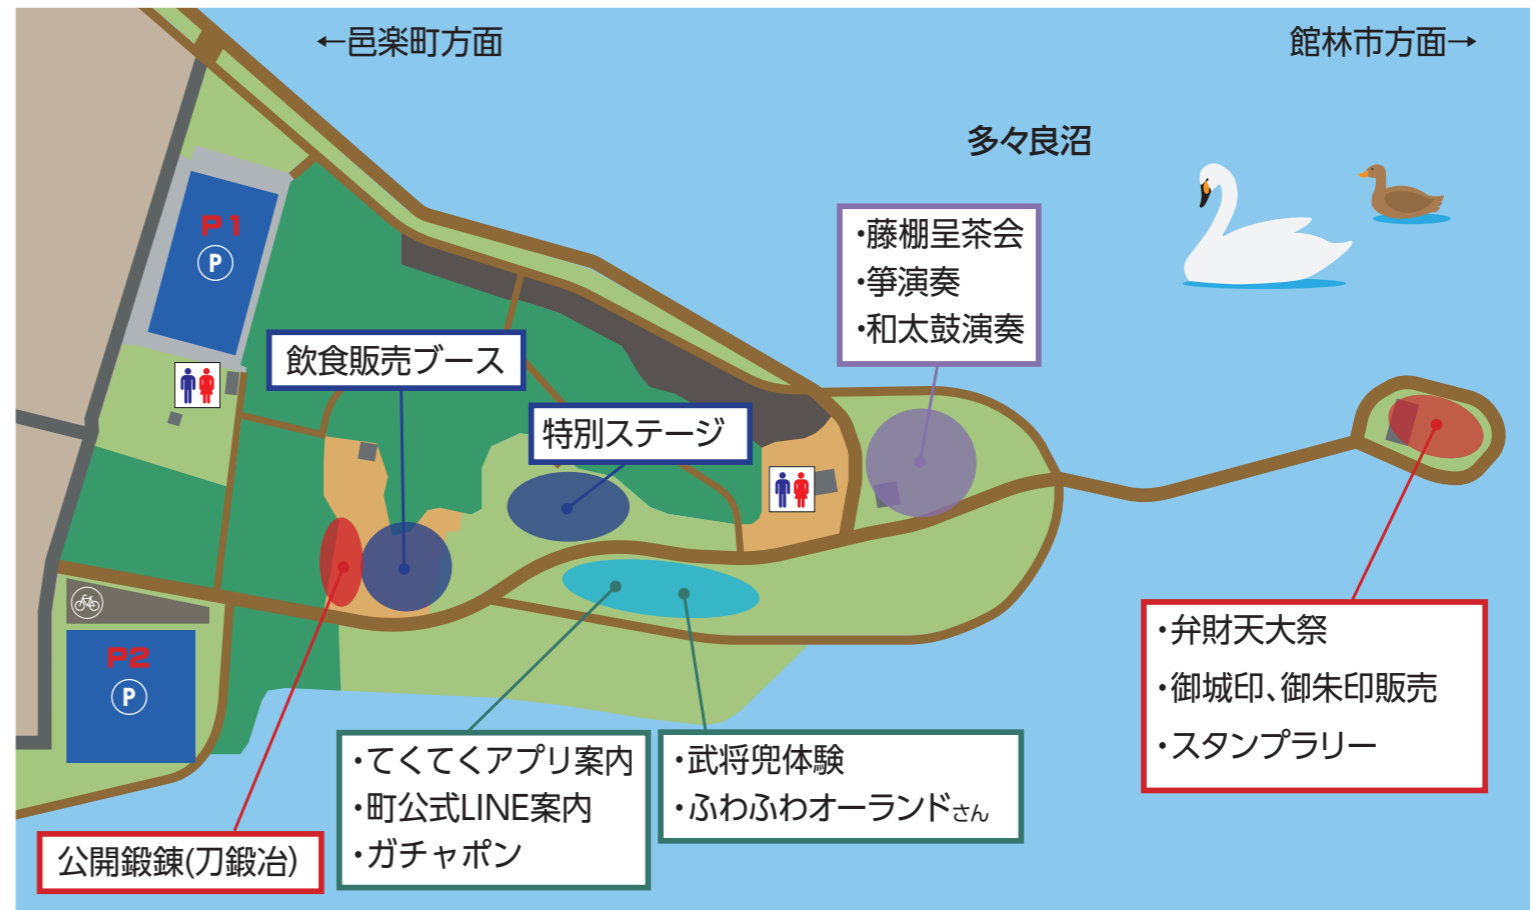 ←邑楽町方面
館林市方面→
多々良沼
P1
P
・藤棚呈茶会
・箏演奏
・和太鼓演奏
飲食販売ブース
特別ステージ
P2
P
・弁財天大祭
・御城印、御朱印販売
・スタンプラリー
・てくてくアプリ案内
・町公式LINE案内
・ガチャポン
・武将兜体験
・ふわふわオーランドさん
公開鍛錬(刀鍛冶)